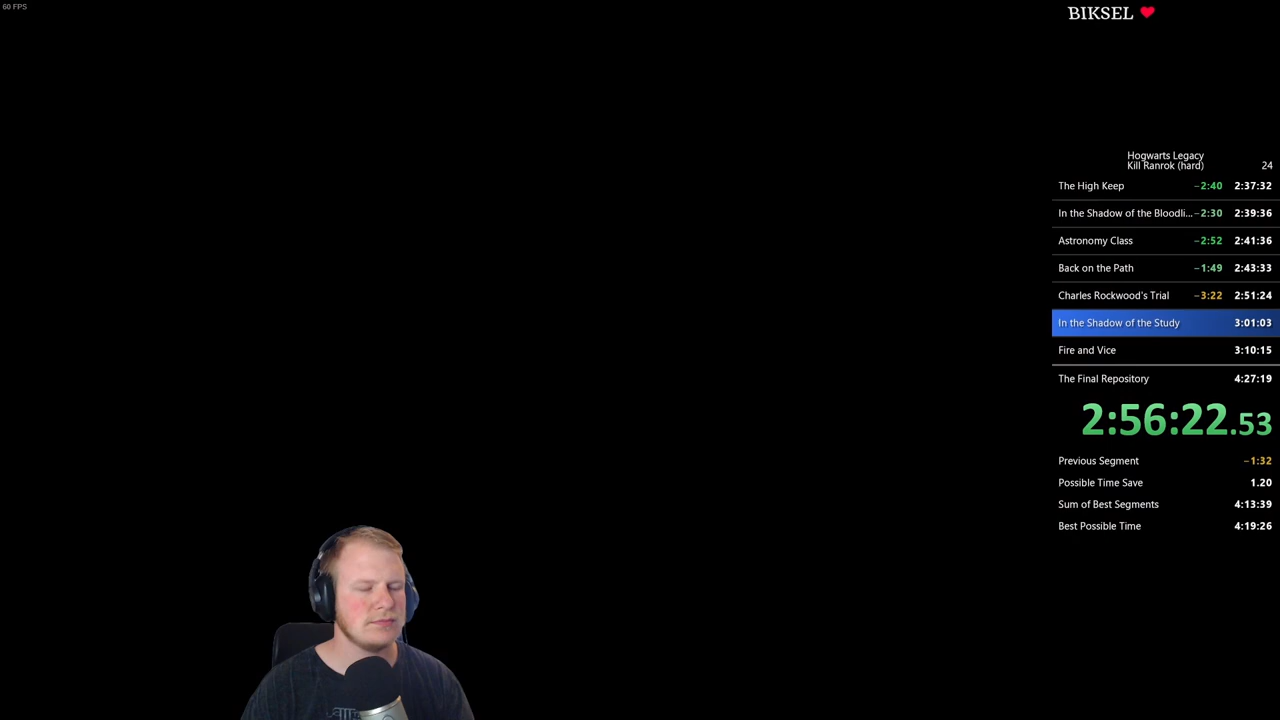 60 FPS
BIKSEL ❤
Hogwarts Legacy
Kill Ranrok (hard) 24
The High Keep −2:40 2:37:32
In the Shadow of the Bloodli... −2:30 2:39:36
Astronomy Class −2:52 2:41:36
Back on the Path −1:49 2:43:33
Charles Rockwood's Trial −3:22 2:51:24
In the Shadow of the Study 3:01:03
Fire and Vice 3:10:15
The Final Repository 4:27:19
2:56:22.53
Previous Segment −1:32
Possible Time Save 1.20
Sum of Best Segments 4:13:39
Best Possible Time 4:19:26